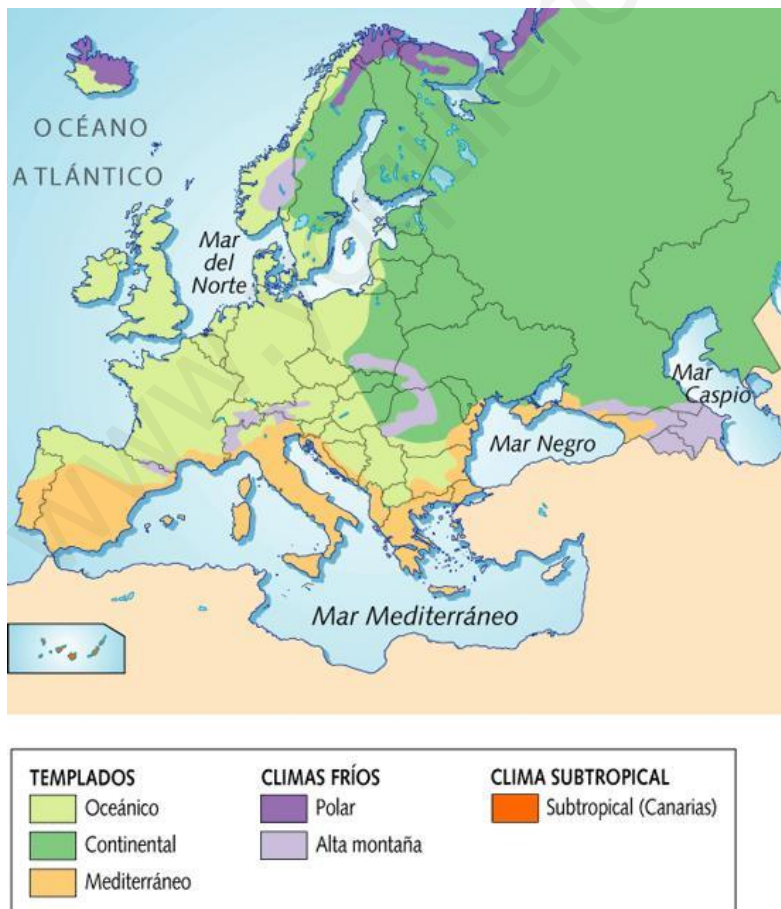 OCÉANO
ATLÁNTICO
Mar
del
Norte
Mar
Caspio
Mar Negro
Mar Mediterráneo
TEMPLADOS
Oceánico
Continental
Mediterráneo
CLIMAS FRÍOS
Polar
Alta montaña
CLIMA SUBTROPICAL
Subtropical (Canarias)